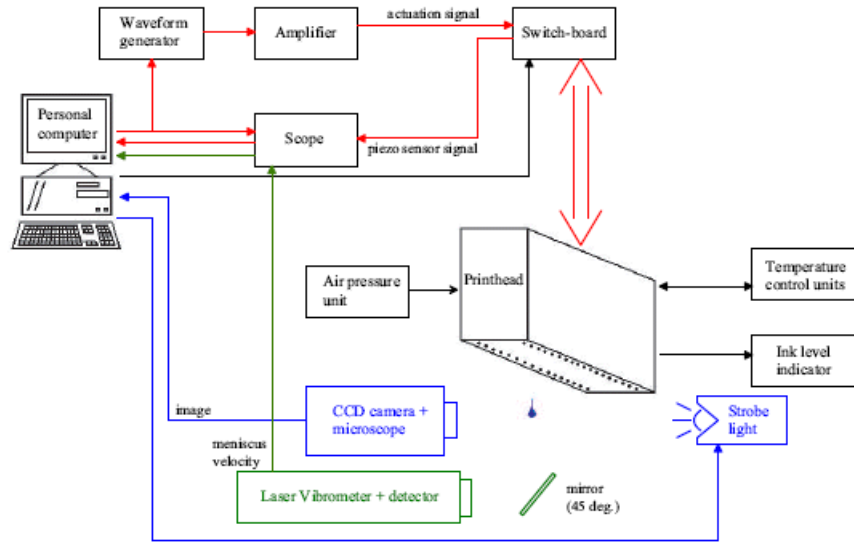 Waveform
generator
Amplifier
actuation signal
Switch-board
Personal
computer
Scope
piezo sensor signal
Air pressure
unit
Printhead
Temperature
control units
Ink level
indicator
image
CCD camera +
microscope
Strobe
light
meniscus
velocity
Laser Vibrometer + detector
mirror
(45 deg.)